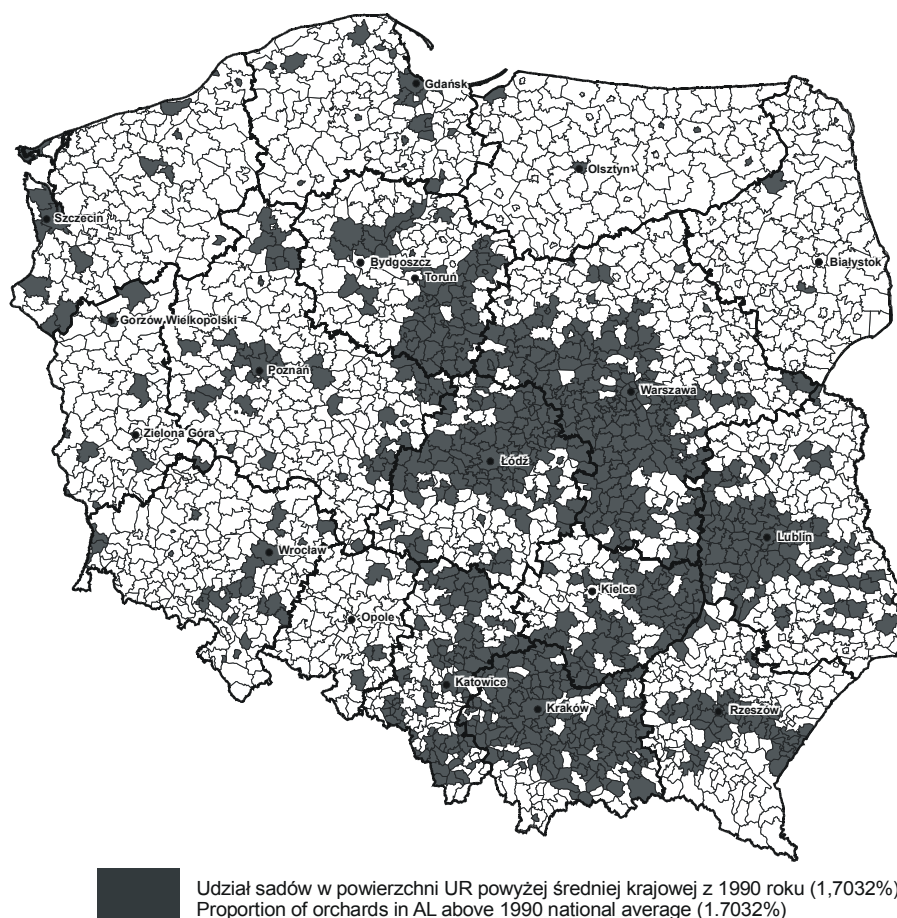 Gdańsk
Olsztyn
Szczecin
Bydgoszcz
Toruń
Białystok
Gorzów Wielkopolski
Poznań
Warszawa
Zielona Góra
Łódź
Lublin
Wrocław
Kielce
Opole
Katowice
Kraków
Rzeszów
Udział sadów w powierzchni UR powyżej średniej krajowej z 1990 roku (1,7032%)
Proportion of orchards in AL above 1990 national average (1.7032%)